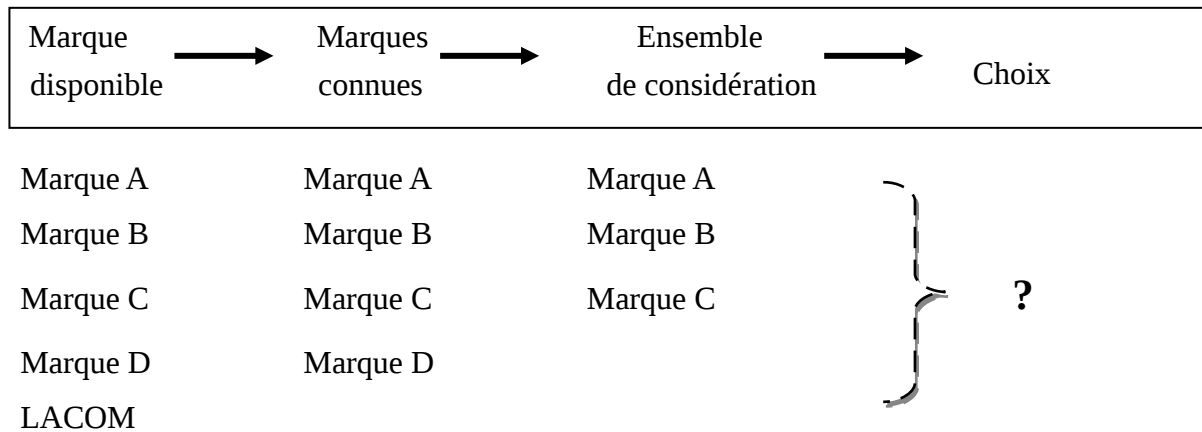 Marque Marques Ensemble
disponible connues de considération Choix
Marque A Marque A Marque A
Marque B Marque B Marque B
Marque C Marque C Marque C ?
Marque D Marque D
LACOM